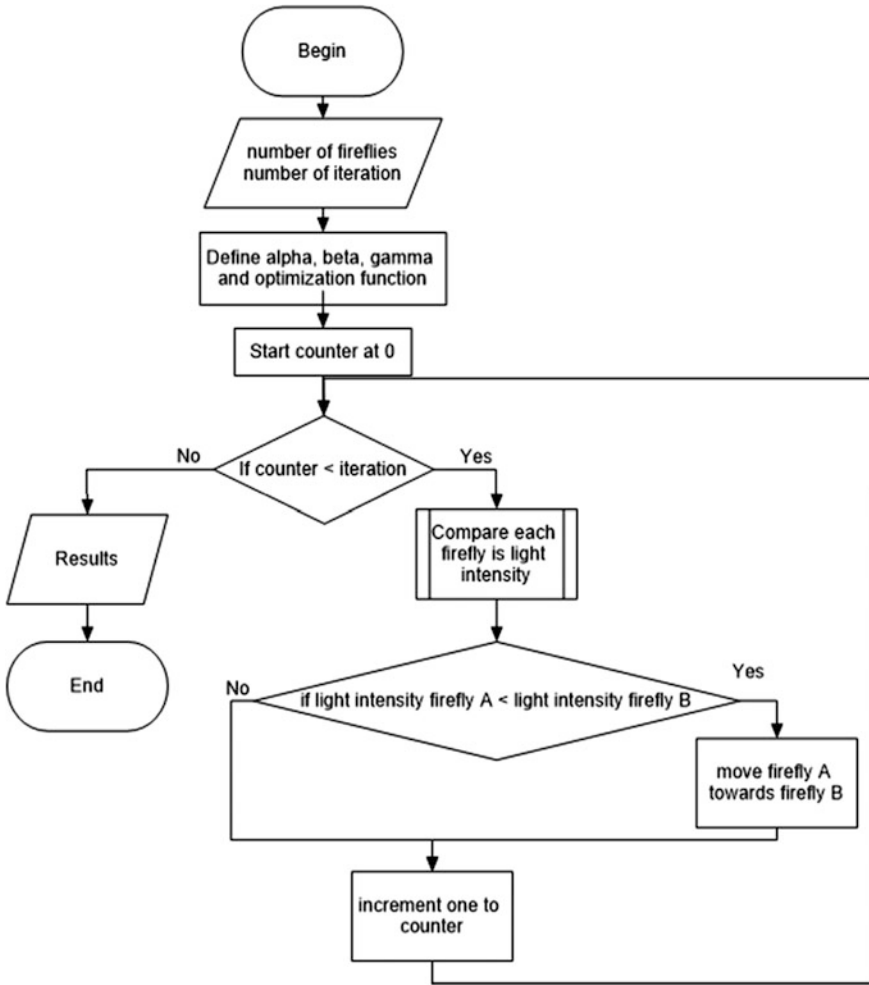 Begin
number of fireflies
number of iteration
Define alpha, beta, gamma
and optimization function
Start counter at 0
No
If counter < iteration
Yes
Compare each
firefly is light
intensity
Results
End
No
if light intensity firefly A < light intensity firefly B
Yes
move firefly A
towards firefly B
increment one to
counter